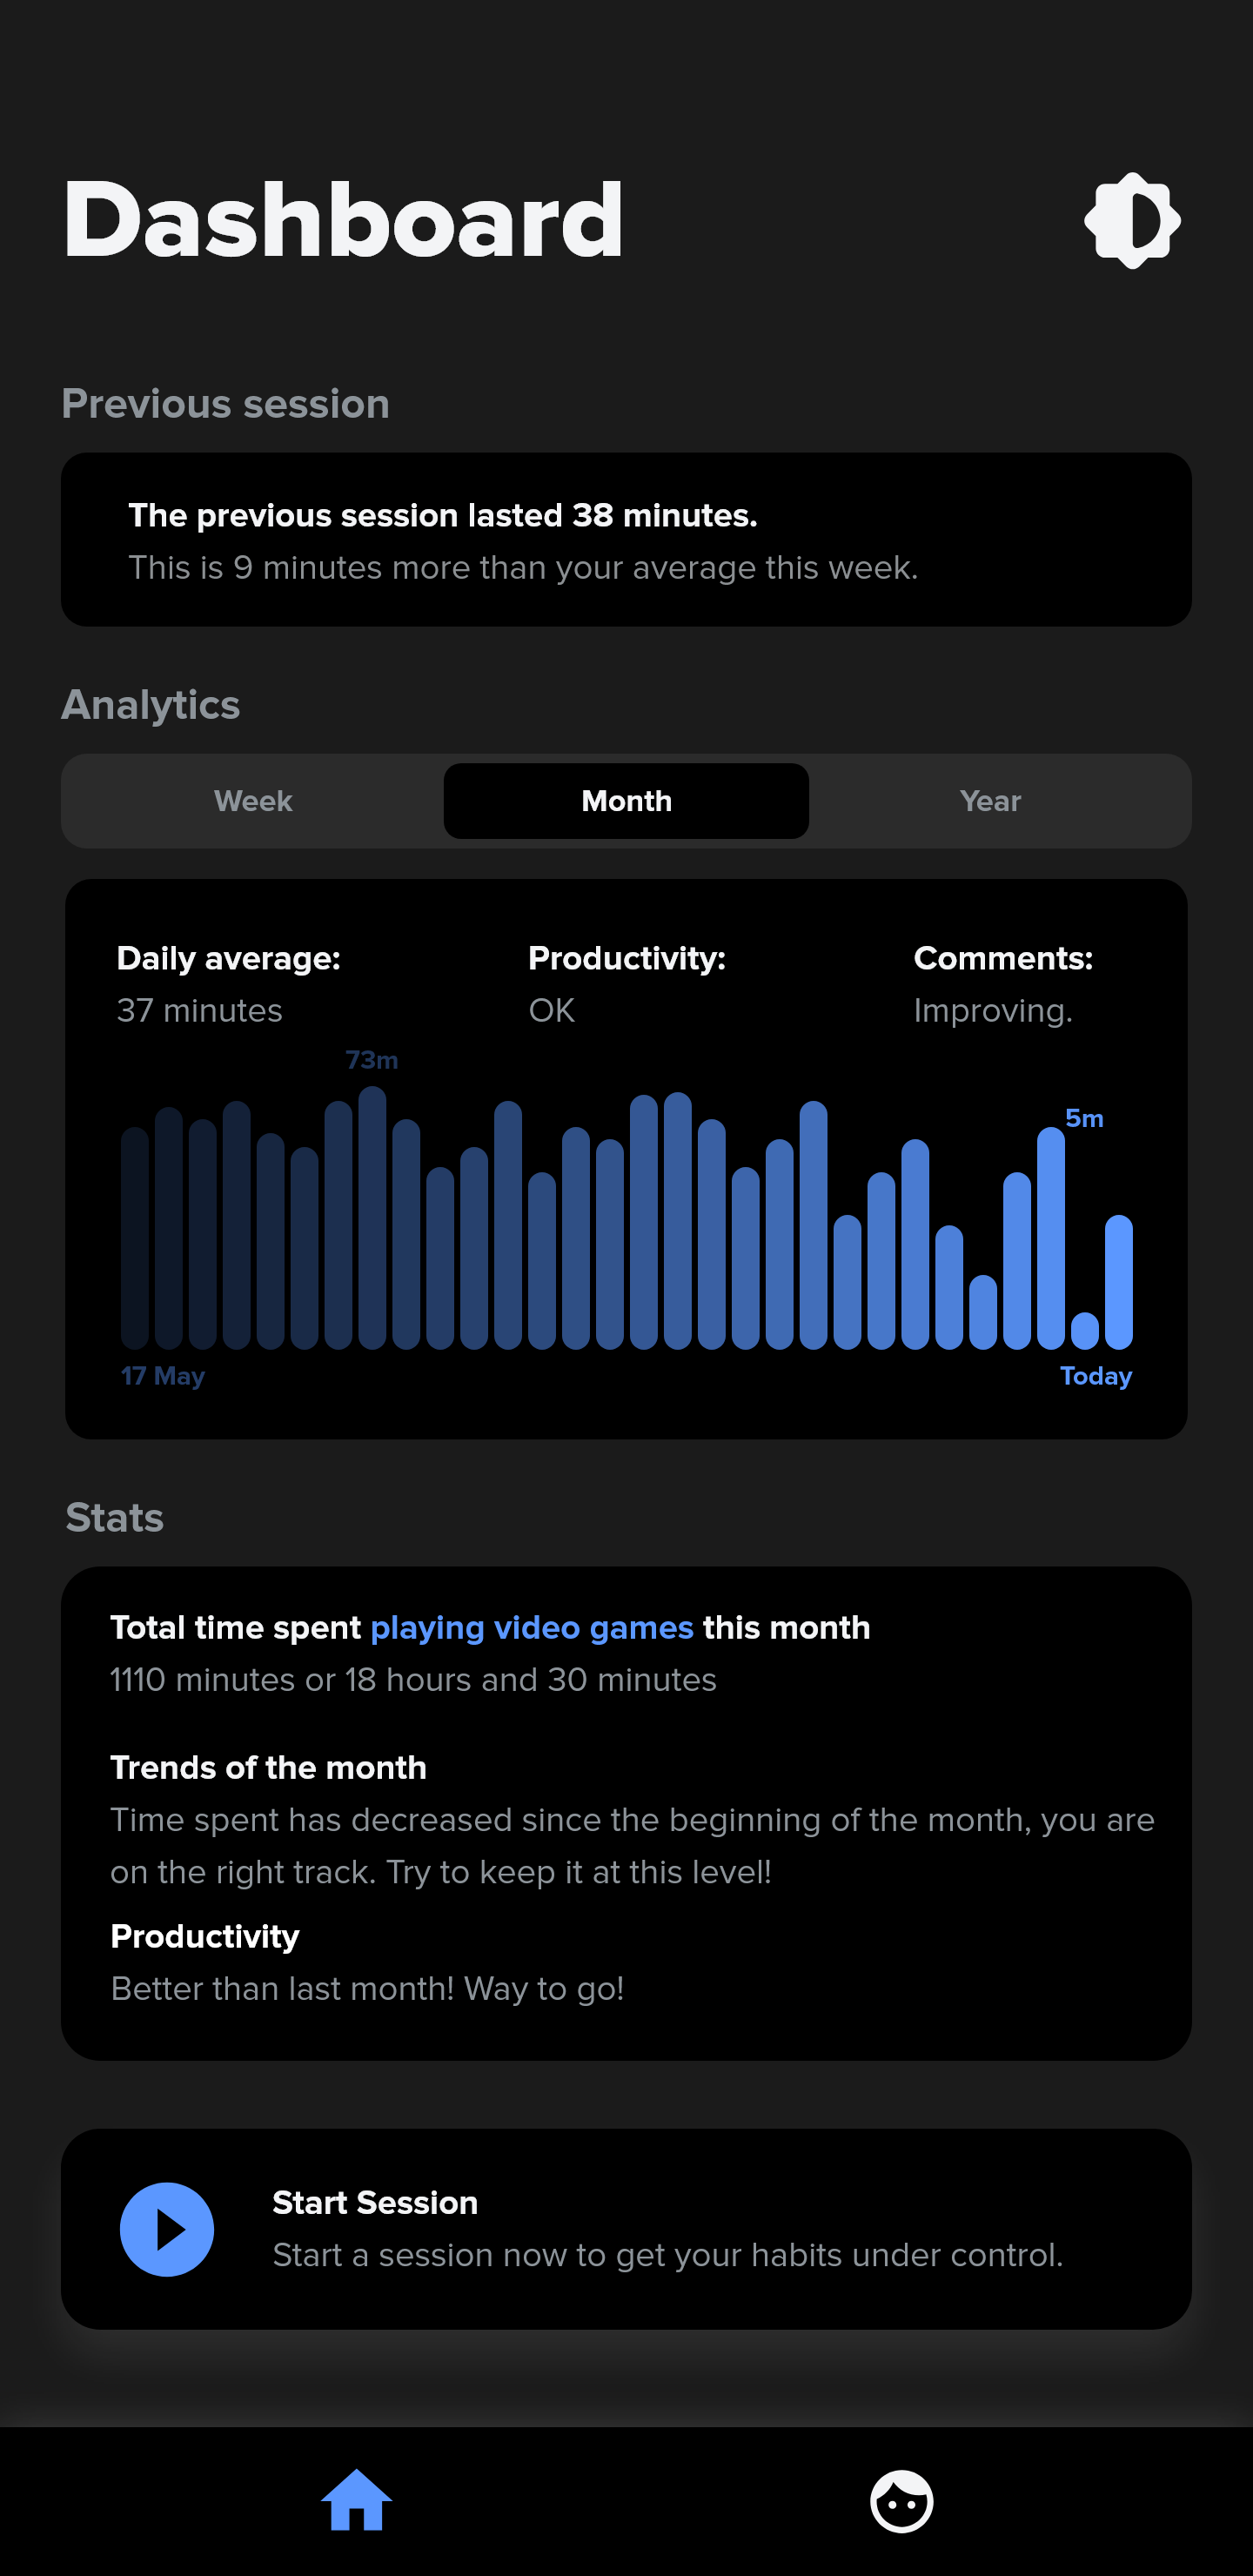 Dashboard
Previous session
The previous session lasted 38 minutes.
This is 9 minutes more than your average this week.
Analytics
Week Month Year
Daily average: Productivity: Comments:
37 minutes OK Improving.
73m
5m
17 May Today
Stats
Total time spent playing video games this month
1110 minutes or 18 hours and 30 minutes
Trends of the month
Time spent has decreased since the beginning of the month, you are
on the right track. Try to keep it at this level!
Productivity
Better than last month! Way to go!
Start Session
Start a session now to get your habits under control.